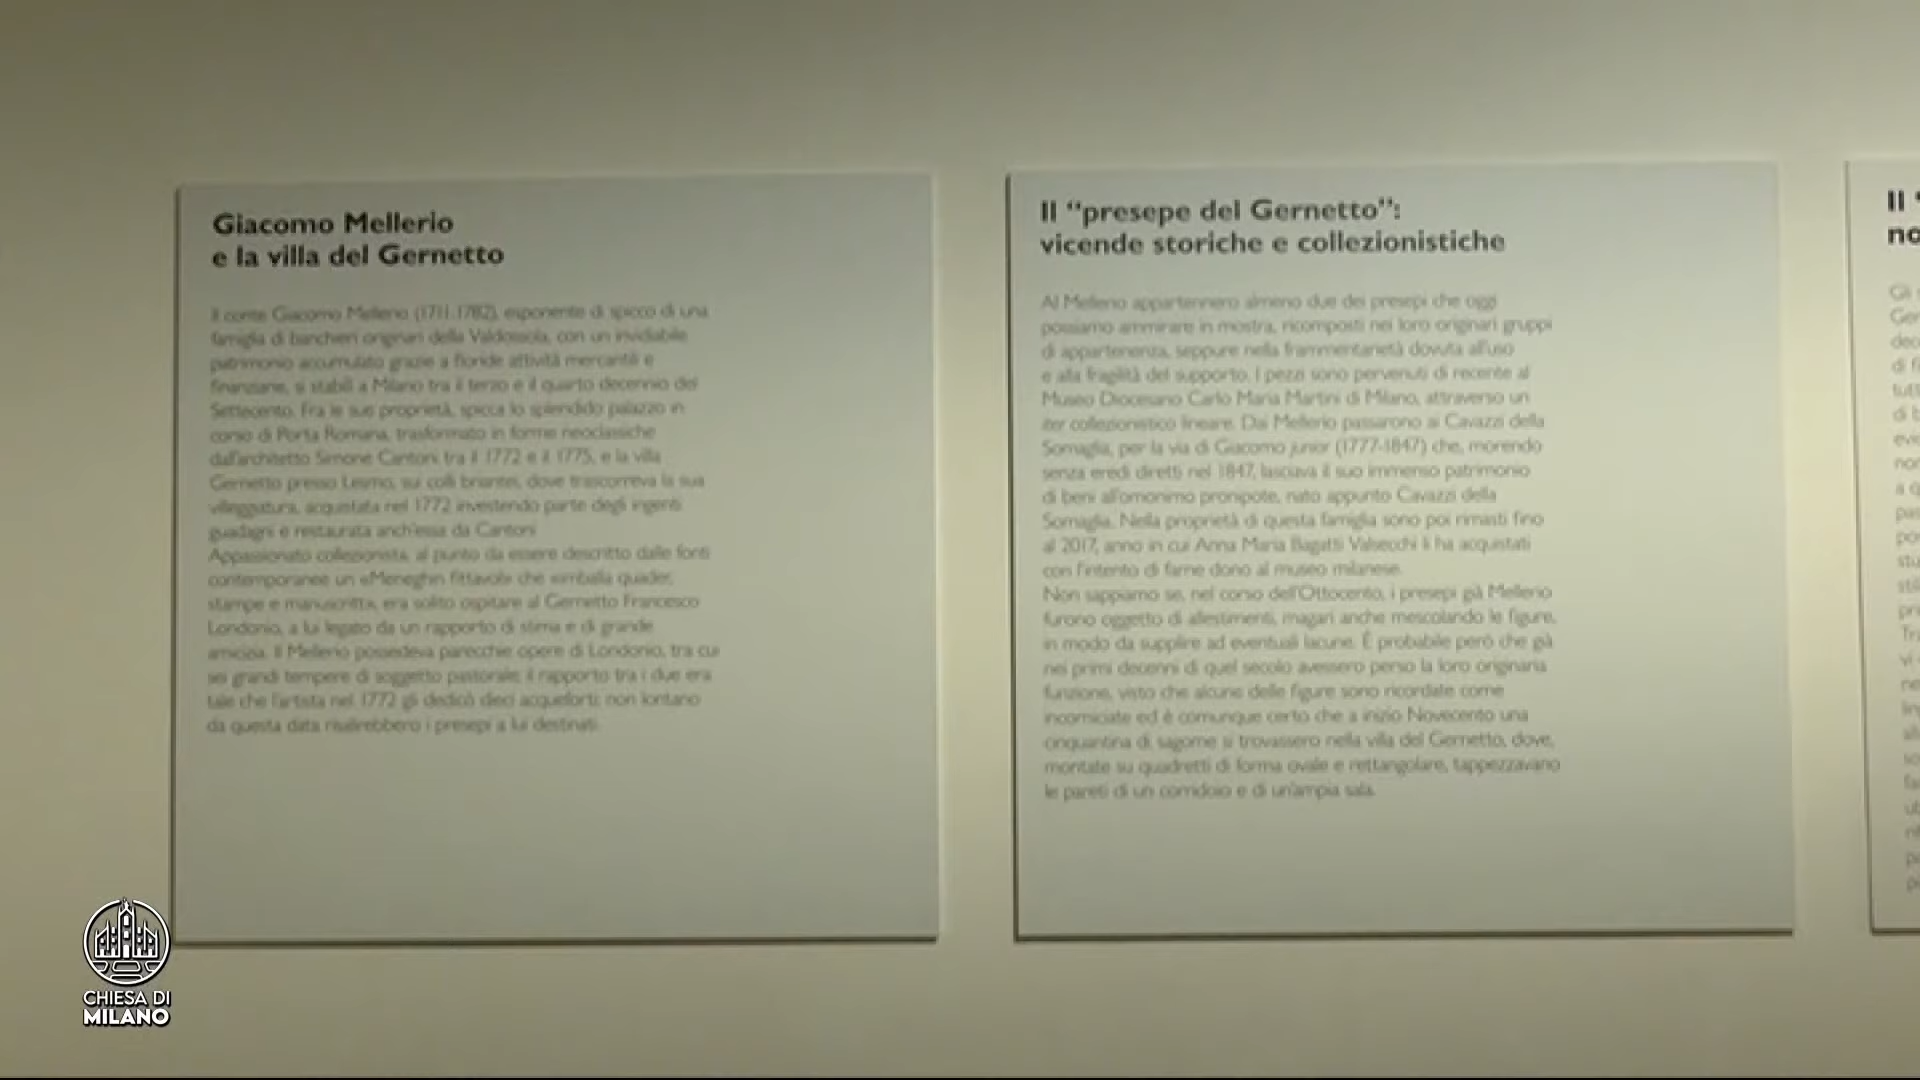 Giacomo Mellerio
e la villa del Gernetto
Il conte Giacomo Mellerio (1711-1782), esponente di spicco di una
famiglia di banchieri originari della Valdossola, con un invidiabile
patrimonio accumulato grazie a floride attività mercantili e
finanziarie, si stabilì a Milano tra il terzo e il quarto decennio del
Settecento. Fra le sue proprietà, spicca lo splendido palazzo in
corso di Porta Romana, trasformato in forme neoclassiche
dall'architetto Simone Cantoni tra il 1772 e il 1775, e la villa
Gernetto presso Lesmo, sui colli briantei, dove trascorreva la sua
villeggiatura, acquistata nel 1772 investendo parte degli ingenti
guadagni e restaurata anch'essa da Cantoni.
Appassionato collezionista, al punto da essere descritto dalle fonti
contemporanee un «Meneghin fittavol» che «imballa quader,
stampe e manuscritt», era solito ospitare al Gernetto Francesco
Londonio, a lui legato da un rapporto di stima e di grande
amicizia. Il Mellerio possedeva parecchie opere di Londonio, tra cui
sei grandi tempere di soggetto pastorale; il rapporto tra i due era
tale che l'artista nel 1772 gli dedicò dieci acqueforti: non lontano
da questa data risalirebbero i presepi a lui destinati.
Il “presepe del Gernetto”:
vicende storiche e collezionistiche
Al Mellerio appartennero almeno due dei presepi che oggi
possiamo ammirare in mostra, ricomposti nei loro originari gruppi
di appartenenza, seppure nella frammentarietà dovuta all'uso
e alla fragilità del supporto. I pezzi sono pervenuti di recente al
Museo Diocesano Carlo Maria Martini di Milano, attraverso un
iter collezionistico lineare. Dai Mellerio passarono ai Cavazzi della
Somaglia, per la via di Giacomo junior (1777-1847) che, morendo
senza eredi diretti nel 1847, lasciava il suo immenso patrimonio
di beni all'omonimo pronipote, nato appunto Cavazzi della
Somaglia. Nella proprietà di questa famiglia sono poi rimasti fino
al 2017, anno in cui Anna Maria Bagatti Valsecchi li ha acquistati
con l'intento di farne dono al museo milanese.
Non sappiamo se, nel corso dell'Ottocento, i presepi già Mellerio
furono oggetto di allestimenti, magari anche mescolando le figure,
in modo da supplire ad eventuali lacune. È probabile però che già
nei primi decenni di quel secolo avessero perso la loro originaria
funzione, visto che alcune delle figure sono ricordate come
incorniciate ed è comunque certo che a inizio Novecento una
cinquantina di sagome si trovassero nella villa del Gernetto, dove,
montate su quadretti di forma ovale e rettangolare, tappezzavano
le pareti di un corridoio e di un'ampia sala.
Il
CHIESA DI
MILANO